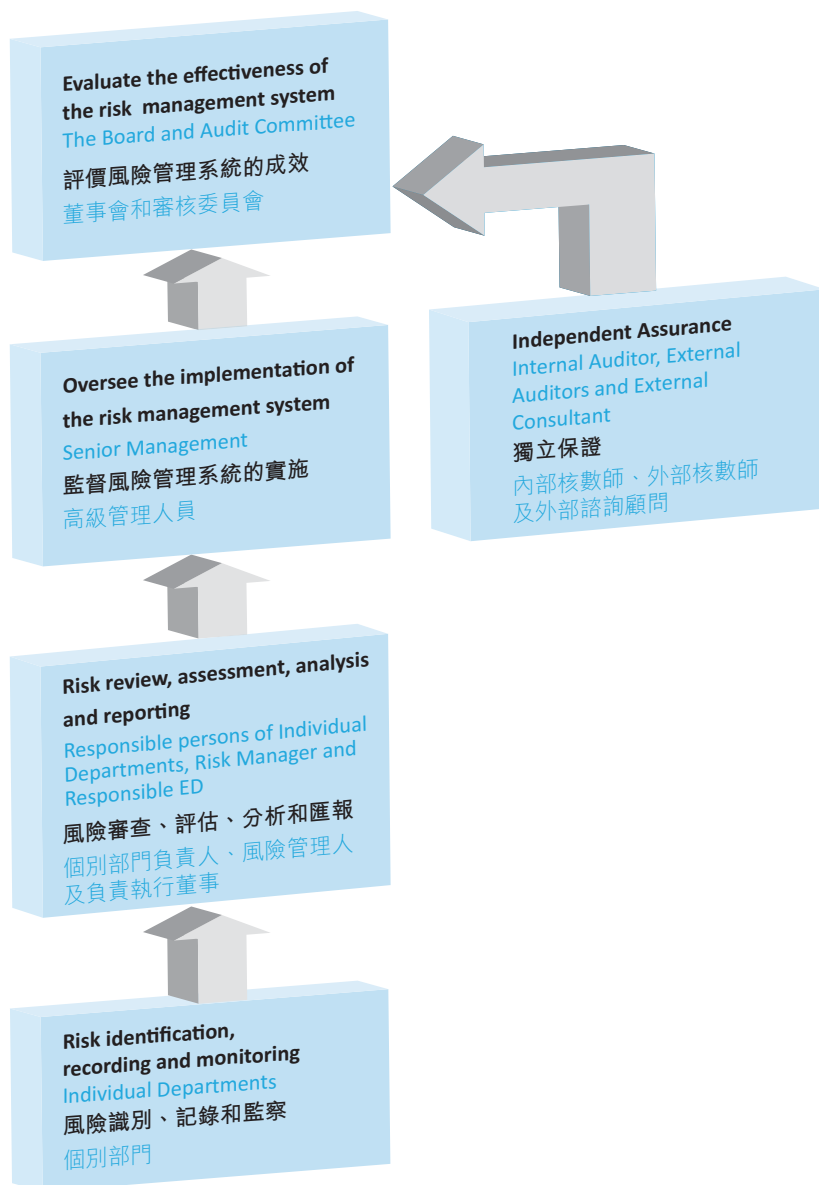 Evaluate the effectiveness of
the risk management system
The Board and Audit Committee
評價風險管理系統的成效
董事會和審核委員會
Oversee the implementation of
the risk management system
Senior Management
監督風險管理系統的實施
高級管理人員
Independent Assurance
Internal Auditor, External
Auditors and External
Consultant
獨立保證
內部核數師、外部核數師
及外部諮詢顧問
Risk review, assessment, analysis
and reporting
Responsible persons of Individual
Departments, Risk Manager and
Responsible ED
風險審查、評估、分析和匯報
個別部門負責人、風險管理人
及負責執行董事
Risk identification,
recording and monitoring
Individual Departments
風險識別、記錄和監察
個別部門